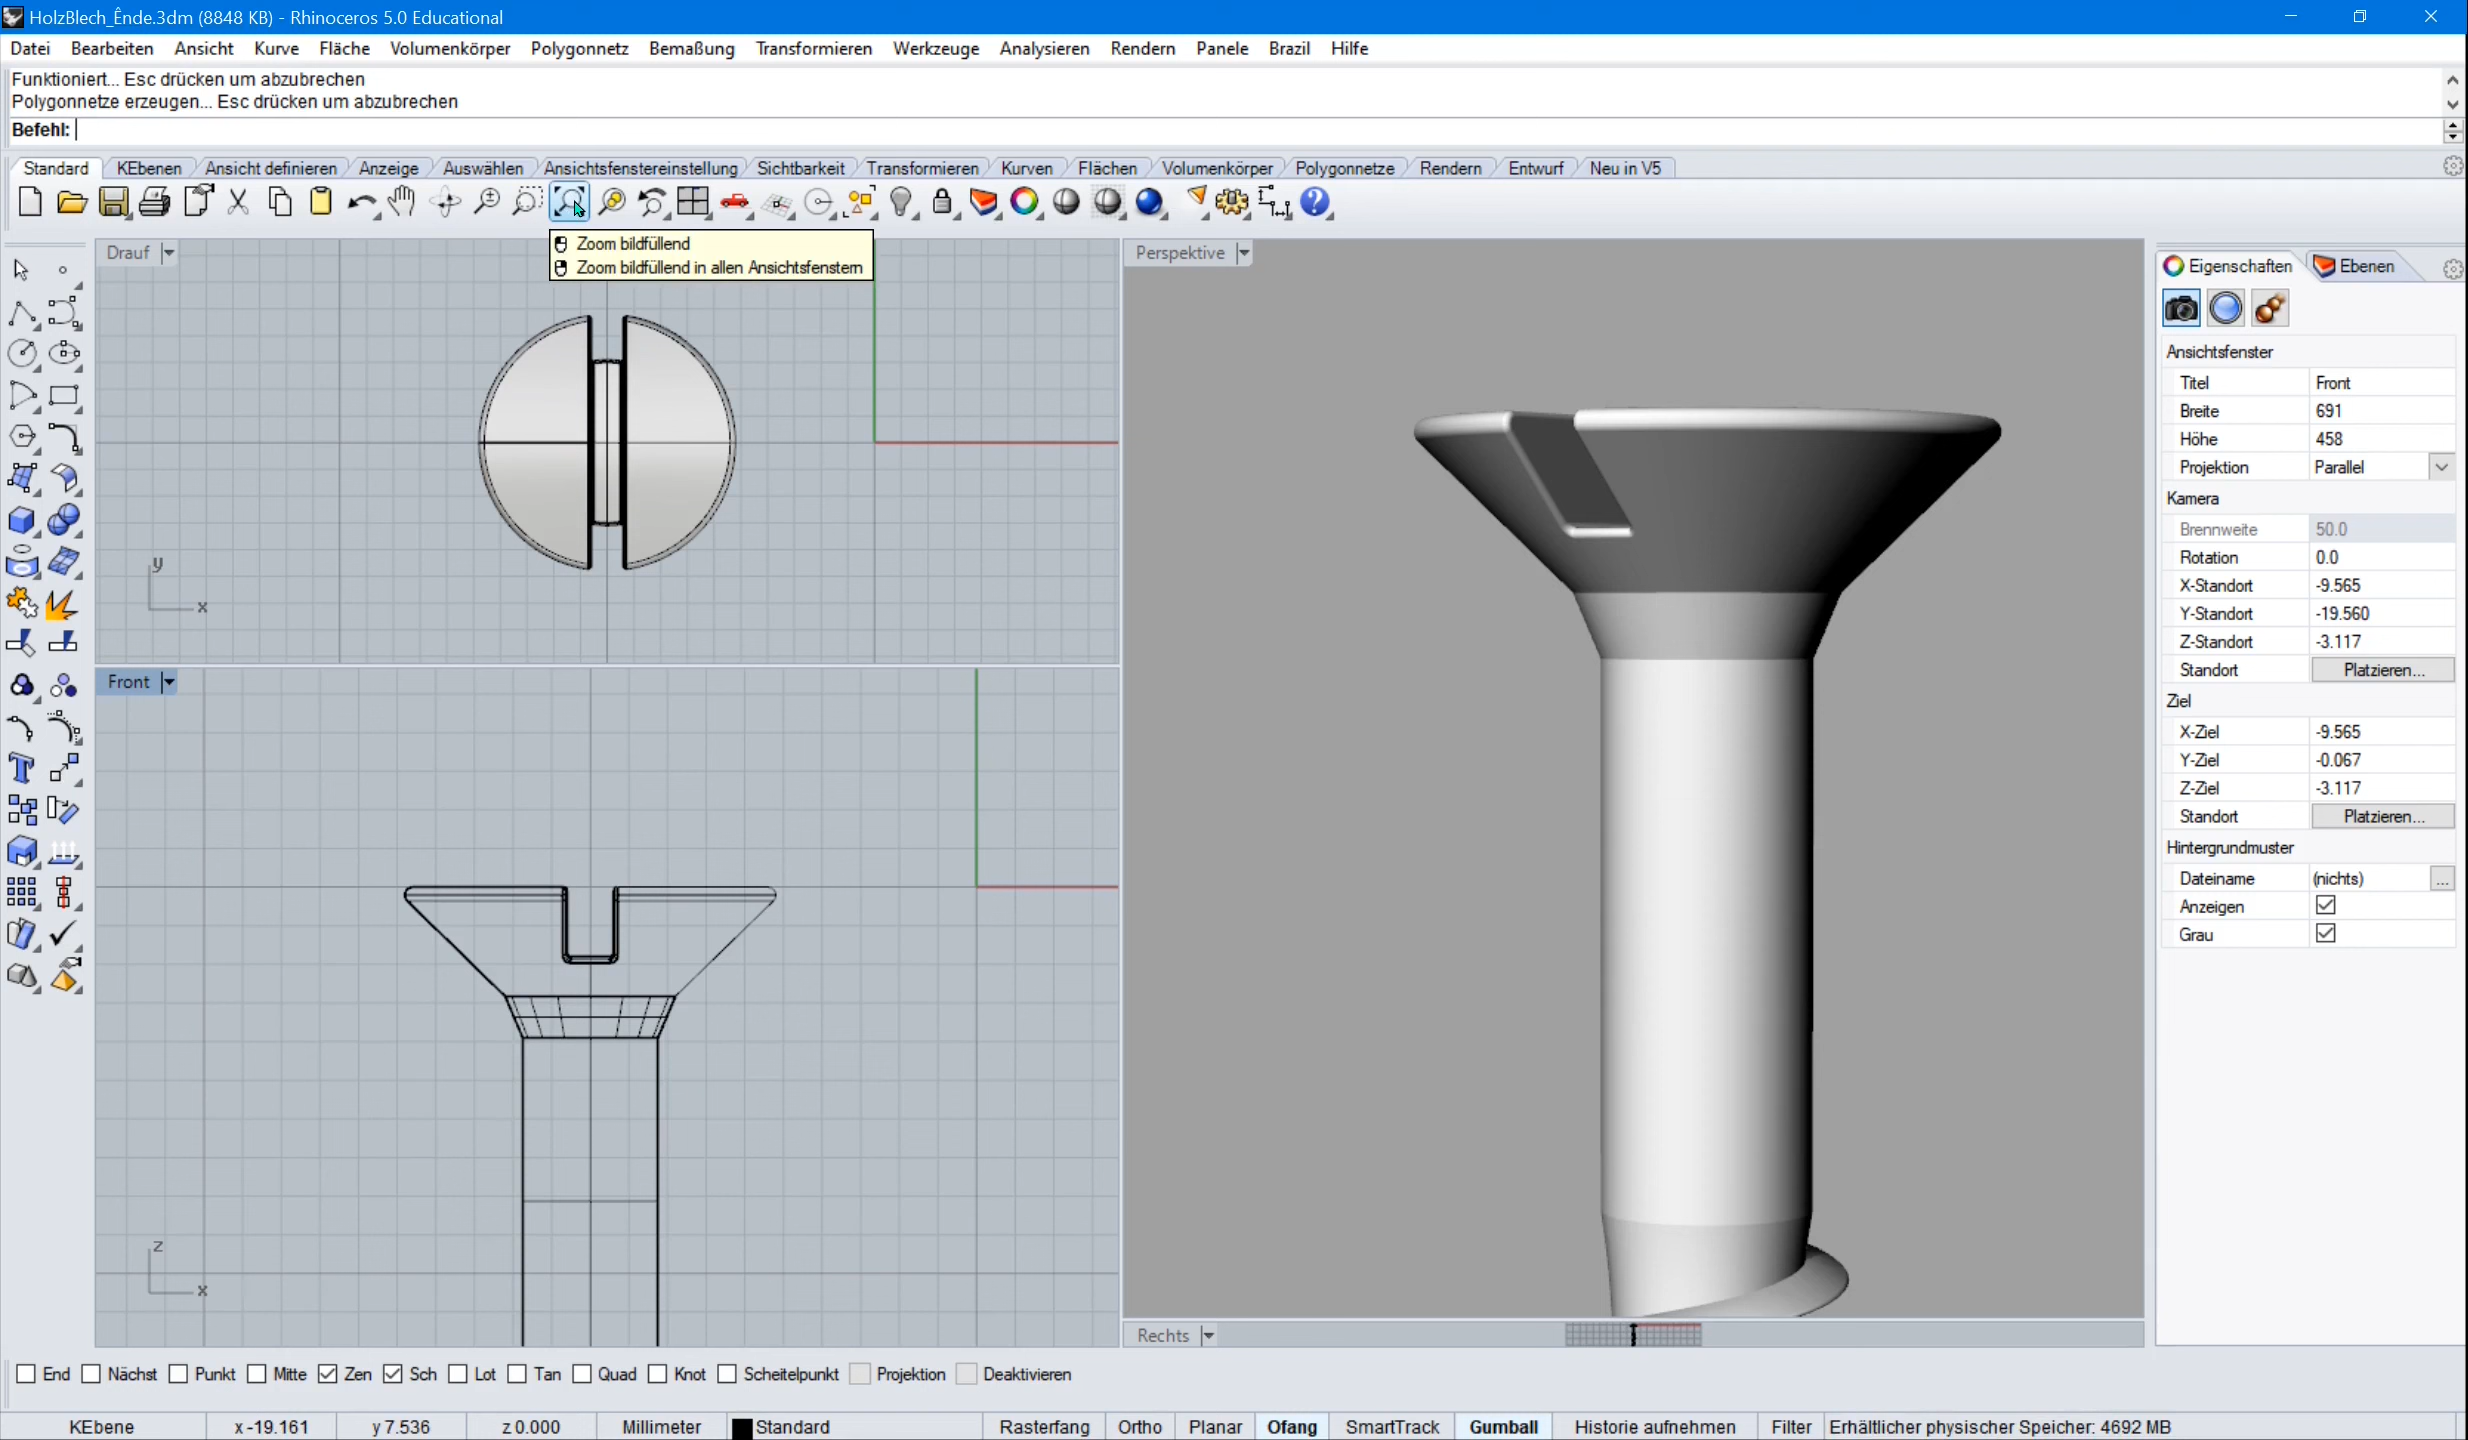 HolzBlech_Ênde.3dm (8848 KB) - Rhinoceros 5.0 Educational
Datei Bearbeiten Ansicht Kurve Fläche Volumenkörper Polygonnetz Bemaßung Transformieren Werkzeuge Analysieren Rendern Panele Brazil Hilfe
Funktioniert... Esc drücken um abzubrechen
Polygonnetze erzeugen... Esc drücken um abzubrechen
Befehl:
Standard KEbenen Ansicht definieren Anzeige Auswählen Ansichtsfenstereinstellung Sichtbarkeit Transformieren Kurven Flächen Volumenkörper Polygonnetze Rendern Entwurf Neu in V5
Zoom bildfüllend
Zoom bildfüllend in allen Ansichtsfenstern
Drauf
y
x
Front
z
x
Perspektive
Rechts
Eigenschaften Ebenen
Ansichtsfenster
Titel Front
Breite 691
Höhe 458
Projektion Parallel
Kamera
Brennweite 50.0
Rotation 0.0
X-Standort -9.565
Y-Standort -19.560
Z-Standort -3.117
Standort Platzieren...
Ziel
X-Ziel -9.565
Y-Ziel -0.067
Z-Ziel -3.117
Standort Platzieren...
Hintergrundmuster
Dateiname (nichts) ...
Anzeigen
Grau
End Nächst Punkt Mitte Zen Sch Lot Tan Quad Knot Scheitelpunkt Projektion Deaktivieren
KEbene x -19.161 y 7.536 z 0.000 Millimeter Standard Rasterfang Ortho Planar Ofang SmartTrack Gumball Historie aufnehmen Filter Erhältlicher physischer Speicher: 4692 MB